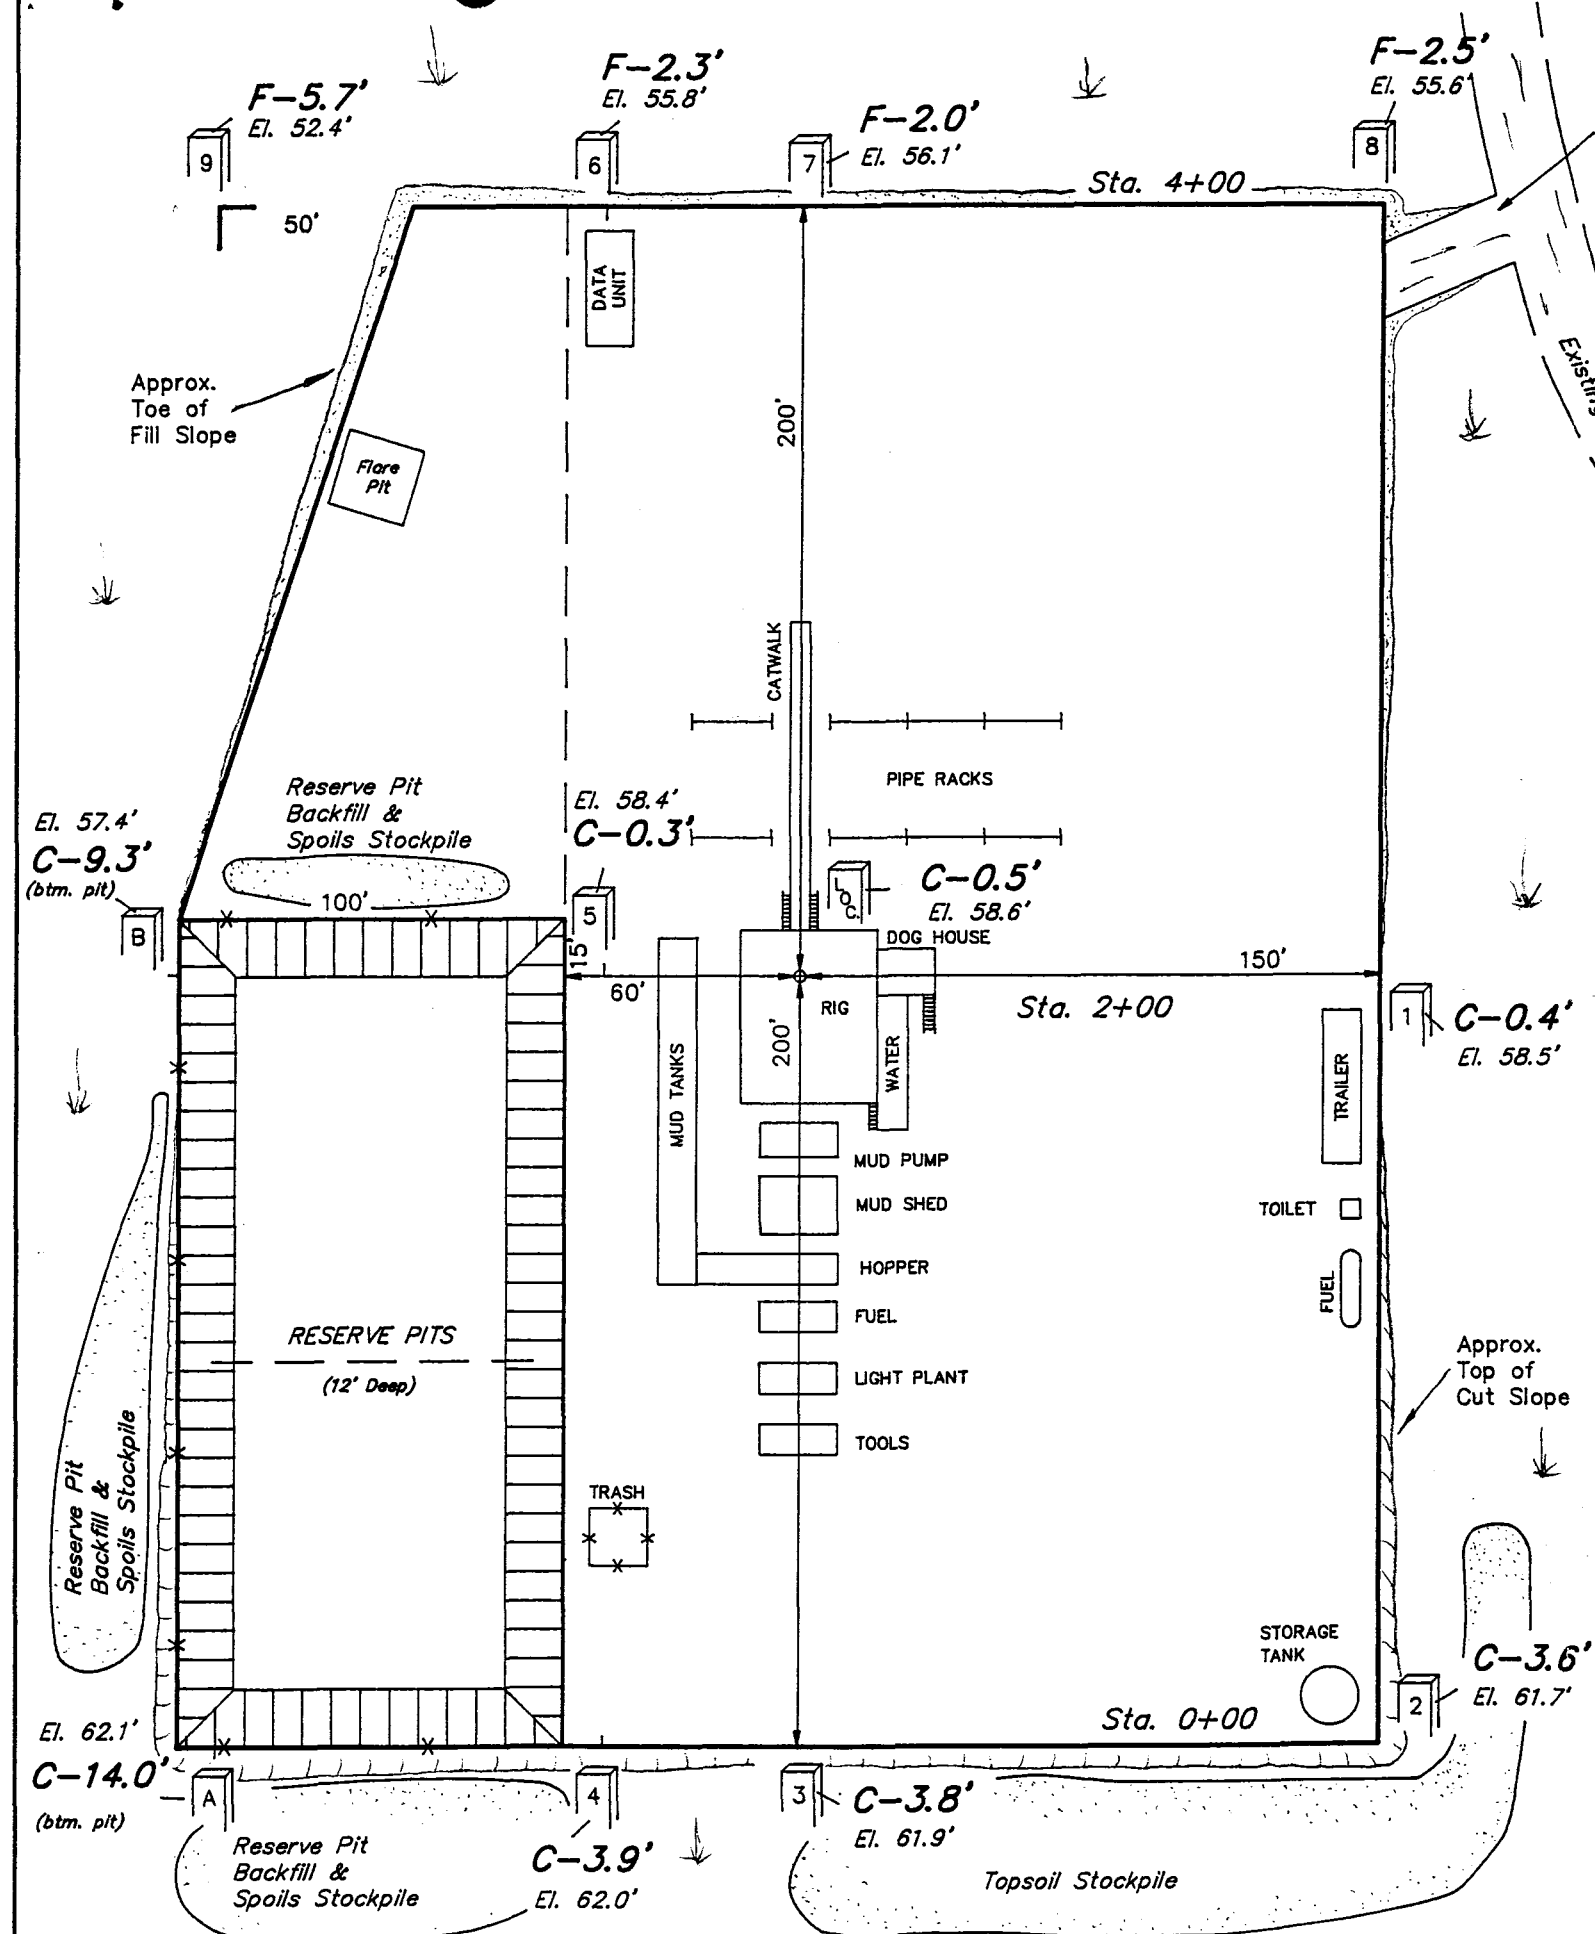 F-5.7'
El. 52.4'
9
F-2.3'
El. 55.8'
6
F-2.0'
El. 56.1'
7
F-2.5'
El. 55.6'
8
Sta. 4+00
50'
DATA
UNIT
Approx.
Toe of
Fill Slope
200'
Existing
Flare
Pit
CATWALK
PIPE RACKS
Reserve Pit
Backfill &
Spoils Stockpile
El. 58.4'
C-0.3'
El. 57.4'
C-9.3'
(btm. pit)
B
100'
5
LOC.
C-0.5'
El. 58.6'
DOG HOUSE
15'
60'
150'
RIG
Sta. 2+00
1
C-0.4'
El. 58.5'
200'
MUD TANKS
WATER
TRAILER
MUD PUMP
MUD SHED
TOILET
HOPPER
FUEL
FUEL
RESERVE PITS
(12' Deep)
LIGHT PLANT
Approx.
Top of
Cut Slope
TOOLS
Reserve Pit
Backfill &
Spoils Stockpile
TRASH
STORAGE
TANK
C-3.6'
El. 61.7'
2
Sta. 0+00
El. 62.1'
C-14.0'
(btm. pit)
A
4
3
C-3.8'
El. 61.9'
Reserve Pit
Backfill &
Spoils Stockpile
C-3.9'
El. 62.0'
Topsoil Stockpile